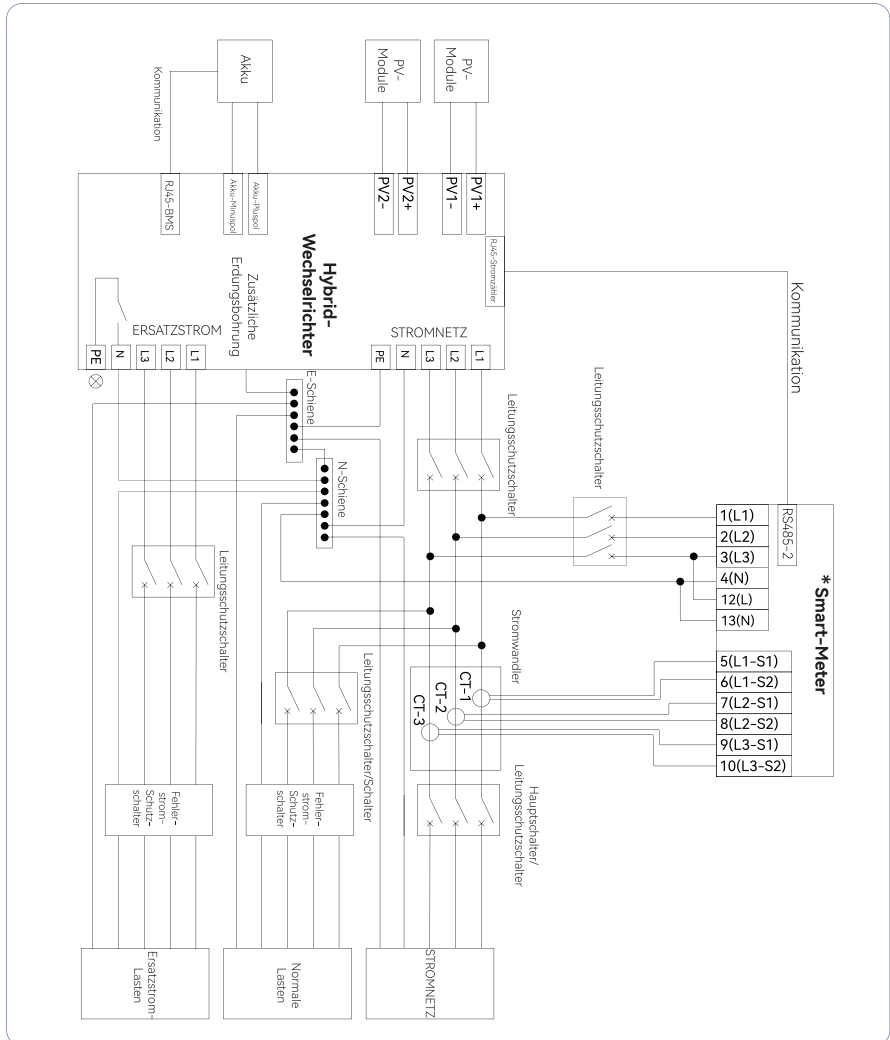 Akku
PV-
Module
PV-
Module
Kommunikation
RJ45-BMS
Akku-Minuspol
Akku-Pluspol
PV2-
PV2+
PV1-
PV1+
RJ45-Stromzähler
Hybrid-
Wechselrichter
Zusätzliche
Erdungsbohrung
ERSATZSTROM
STROMNETZ
PE
N
L3
L2
L1
PE
N
L3
L2
L1
Kommunikation
E-Schiene
N-Schiene
Leitungsschutzschalter
Leitungsschutzschalter
RS485-2
* Smart-Meter
1(L1)
2(L2)
3(L3)
4(N)
12(L)
13(N)
5(L1-S1)
6(L1-S2)
7(L2-S1)
8(L2-S2)
9(L3-S1)
10(L3-S2)
Leitungsschutzschalter
Leitungsschutzschalter/Schalter
Stromwandler
CT-1
CT-2
CT-3
Hauptschalter/
Leitungsschutzschalter
Fehler-
strom-
Schutz-
schalter
Fehler-
strom-
Schutz-
schalter
Ersatzstrom-
Lasten
Normale
Lasten
STROMNETZ